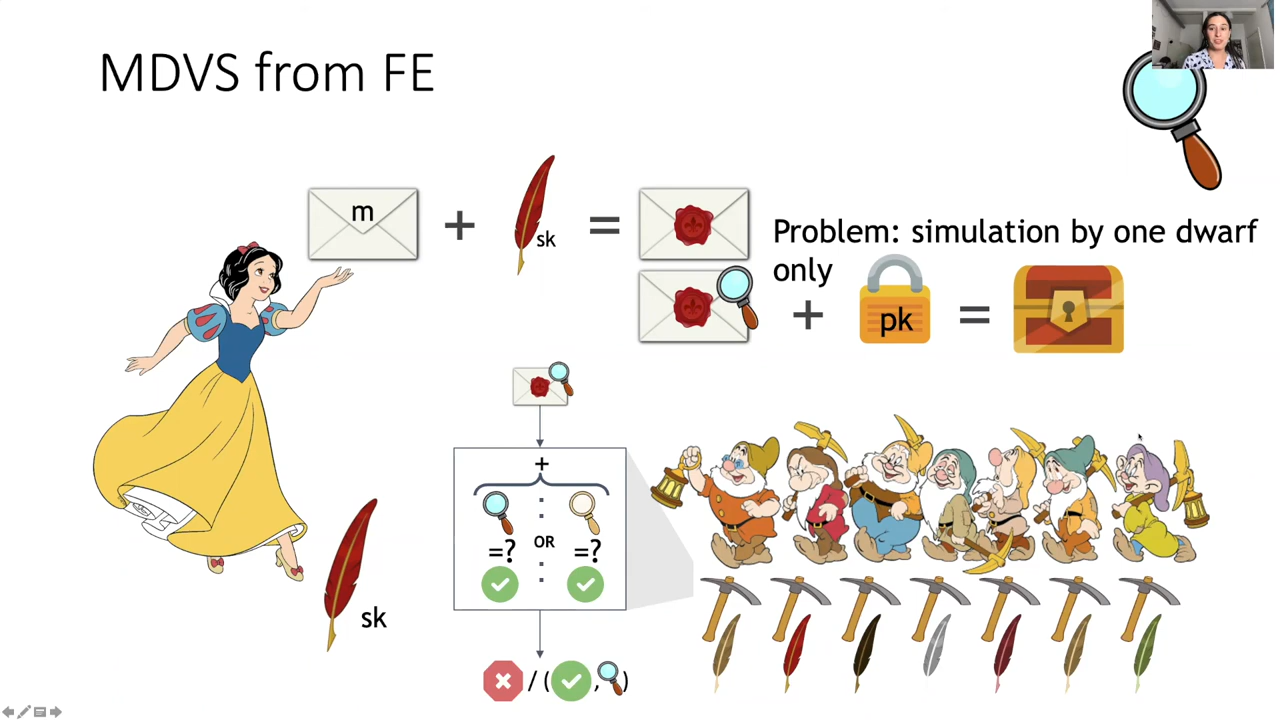 MDVS from FE
m
+
sk
=
Problem: simulation by one dwarf
only
+
pk
=
+
: OR :
=? =?
sk
/ ( , )